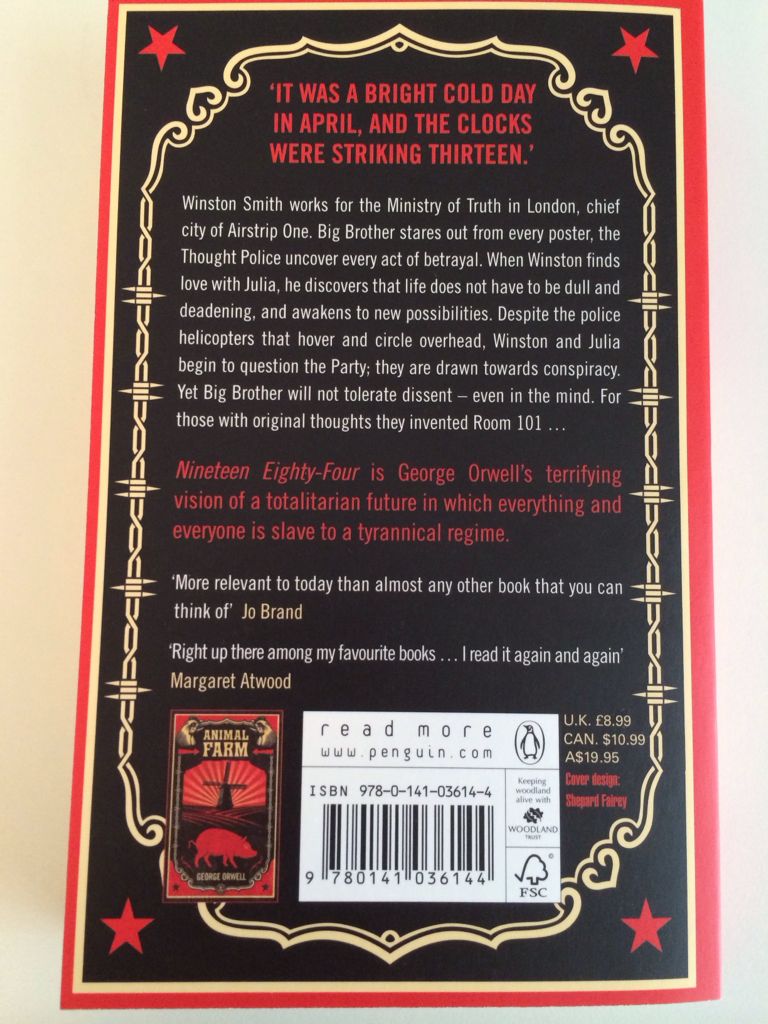 ‘IT WAS A BRIGHT COLD DAY
IN APRIL, AND THE CLOCKS
WERE STRIKING THIRTEEN.’
Winston Smith works for the Ministry of Truth in London, chief
city of Airstrip One. Big Brother stares out from every poster, the
Thought Police uncover every act of betrayal. When Winston finds
love with Julia, he discovers that life does not have to be dull and
deadening, and awakens to new possibilities. Despite the police
helicopters that hover and circle overhead, Winston and Julia
begin to question the Party; they are drawn towards conspiracy.
Yet Big Brother will not tolerate dissent – even in the mind. For
those with original thoughts they invented Room 101 …
Nineteen Eighty-Four is George Orwell’s terrifying
vision of a totalitarian future in which everything and
everyone is slave to a tyrannical regime.
‘More relevant to today than almost any other book that you can
think of’ Jo Brand
‘Right up there among my favourite books … I read it again and again’
Margaret Atwood
ANIMAL
FARM
GEORGE ORWELL
read more
www.penguin.com
ISBN 978-0-141-03614-4
9 780141 036144
Keeping
woodland
alive with
WOODLAND
TRUST
FSC
U.K. £8.99
CAN. $10.99
A$19.95
Cover design:
Shepard Fairey